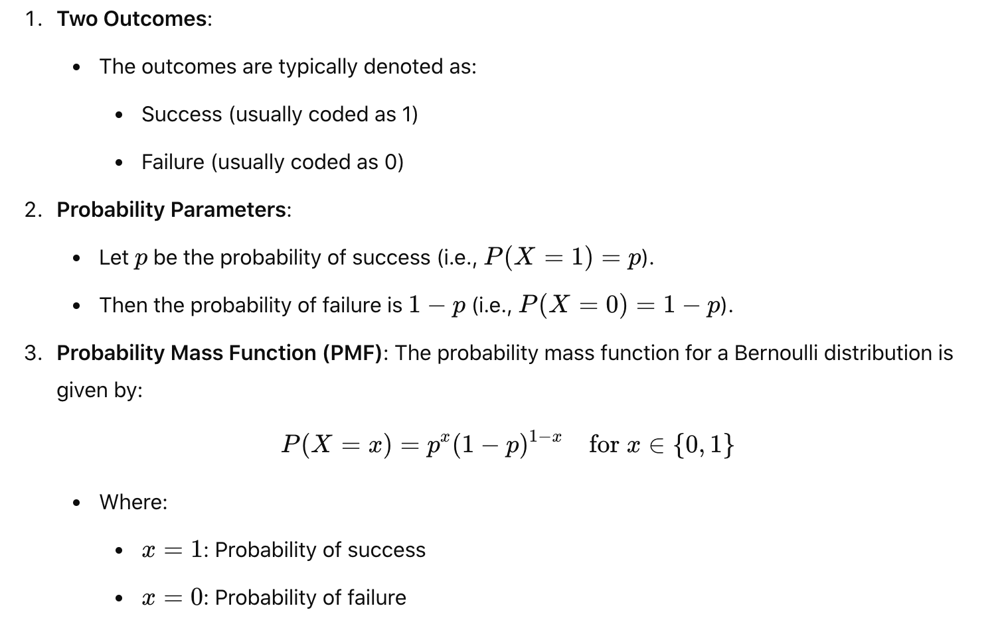 1. Two Outcomes:
• The outcomes are typically denoted as:
• Success (usually coded as 1)
• Failure (usually coded as 0)
2. Probability Parameters:
• Let p be the probability of success (i.e., P(X = 1) = p).
• Then the probability of failure is 1 − p (i.e., P(X = 0) = 1 − p).
3. Probability Mass Function (PMF): The probability mass function for a Bernoulli distribution is
given by:
P(X = x) = pˣ(1 − p)¹⁻ˣ for x ∈ {0, 1}
• Where:
• x = 1: Probability of success
• x = 0: Probability of failure